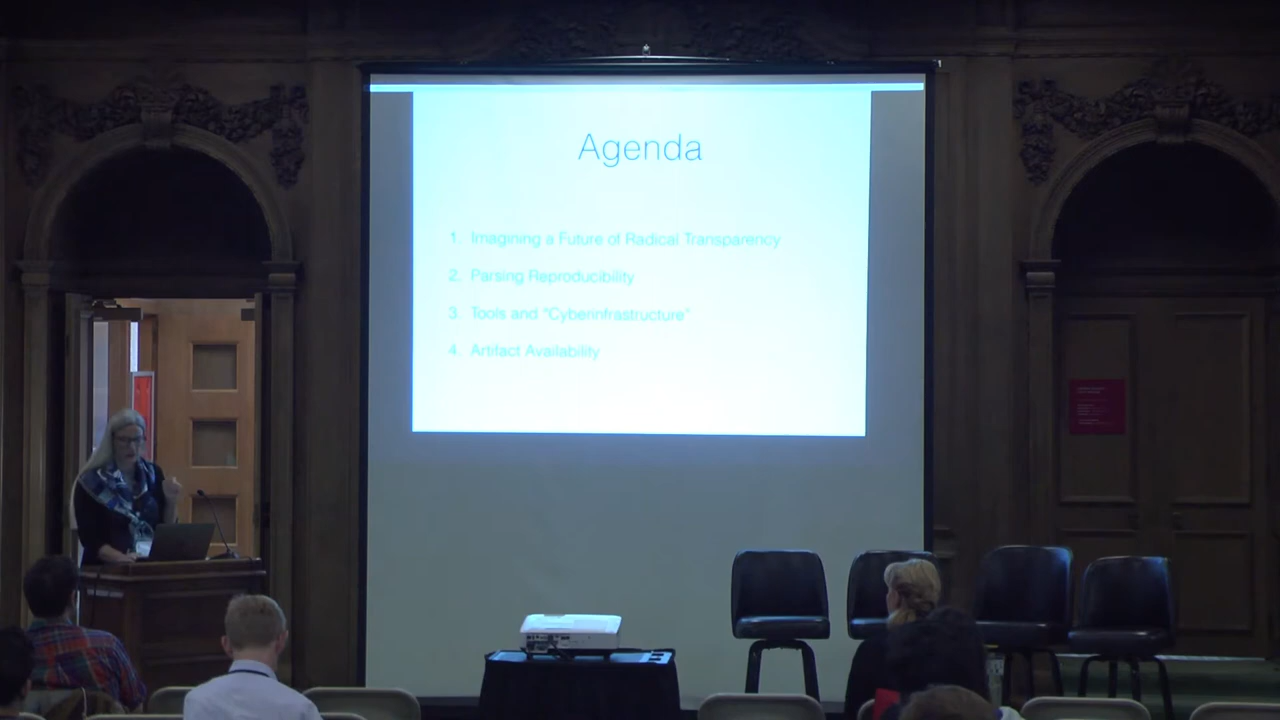 Agenda
1. Imagining a Future of Radical Transparency
2. Parsing Reproducibility
3. Tools and "Cyberinfrastructure"
4. Artifact Availability